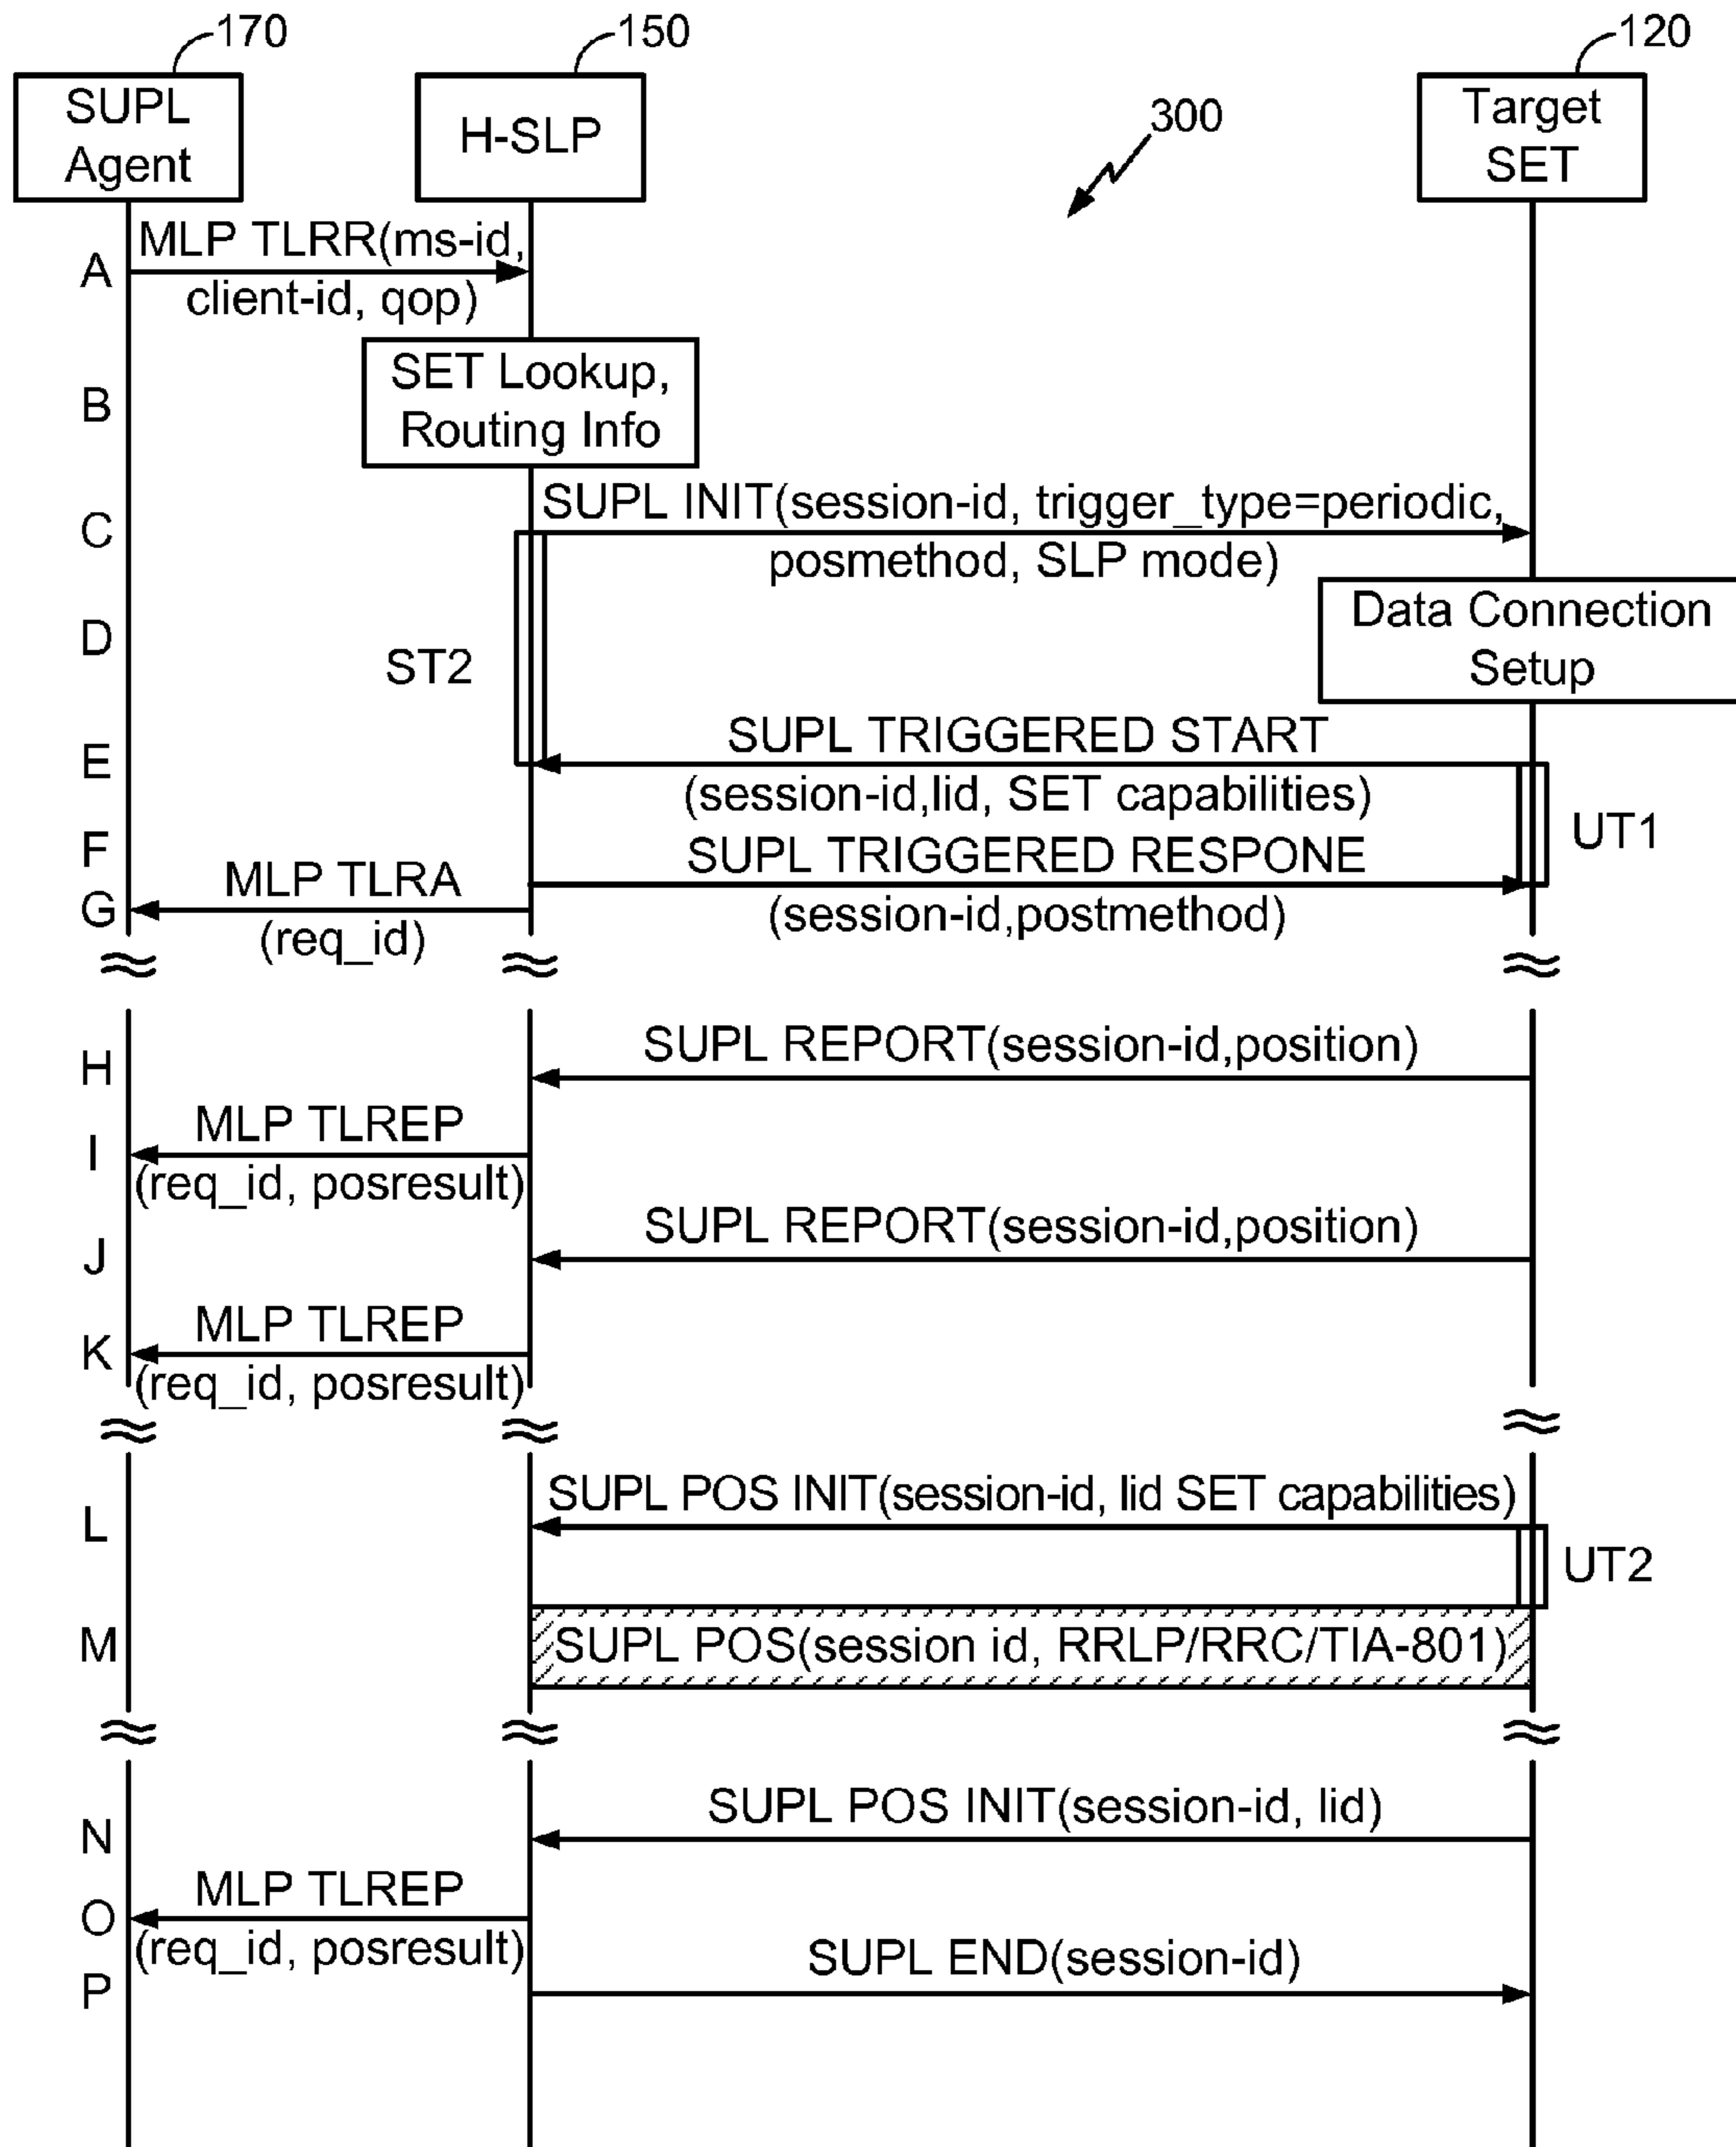 170
150
120
SUPL
Agent
H-SLP
300
Target
SET
A
MLP TLRR(ms-id,
client-id, qop)
B
SET Lookup,
Routing Info
C
SUPL INIT(session-id, trigger_type=periodic,
posmethod, SLP mode)
D
ST2
Data Connection
Setup
E
SUPL TRIGGERED START
(session-id,lid, SET capabilities)
UT1
F
SUPL TRIGGERED RESPONE
(session-id,postmethod)
G
MLP TLRA
(req_id)
H
SUPL REPORT(session-id,position)
I
MLP TLREP
(req_id, posresult)
J
SUPL REPORT(session-id,position)
K
MLP TLREP
(req_id, posresult)
L
SUPL POS INIT(session-id, lid SET capabilities)
UT2
M
SUPL POS(session id, RRLP/RRC/TIA-801)
N
SUPL POS INIT(session-id, lid)
O
MLP TLREP
(req_id, posresult)
P
SUPL END(session-id)